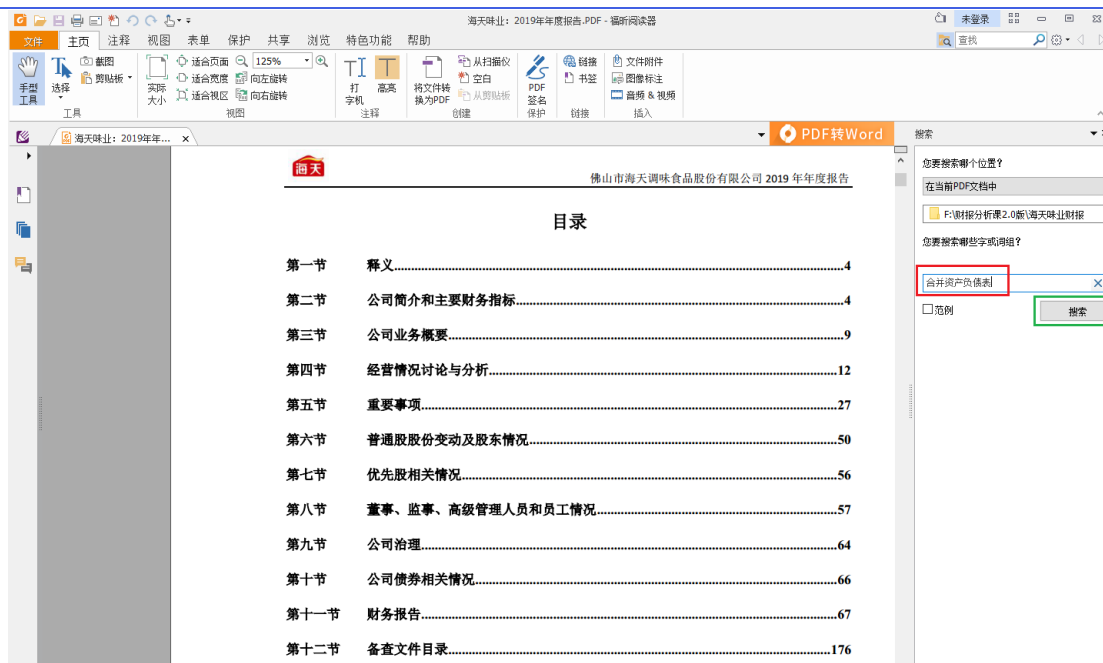 海天味业：2019年年度报告.PDF - 福昕阅读器
未登录
文件 主页 注释 视图 表单 保护 共享 浏览 特色功能 帮助
查找
手型工具
选择
截图
剪贴板
工具
实际大小
适合页面
适合宽度
适合视区
125%
向左旋转
向右旋转
视图
打字机
高亮
注释
将文件转换为PDF
从扫描仪
空白
从剪贴板
创建
PDF签名
保护
链接
书签
链接
文件附件
图像标注
音频 & 视频
插入
海天味业：2019年年... x
PDF转Word
搜索
海天
佛山市海天调味食品股份有限公司 2019 年年度报告
目录
第一节 释义....................4
第二节 公司简介和主要财务指标....................4
第三节 公司业务概要....................9
第四节 经营情况讨论与分析....................12
第五节 重要事项....................27
第六节 普通股股份变动及股东情况....................50
第七节 优先股相关情况....................56
第八节 董事、监事、高级管理人员和员工情况....................57
第九节 公司治理....................64
第十节 公司债券相关情况....................66
第十一节 财务报告....................67
第十二节 备查文件目录....................176
您要搜索哪个位置?
在当前PDF文档中
F:\财报分析课2.0版\海天味业财报
您要搜索哪些字或词组?
合并资产负债表
范例
搜索